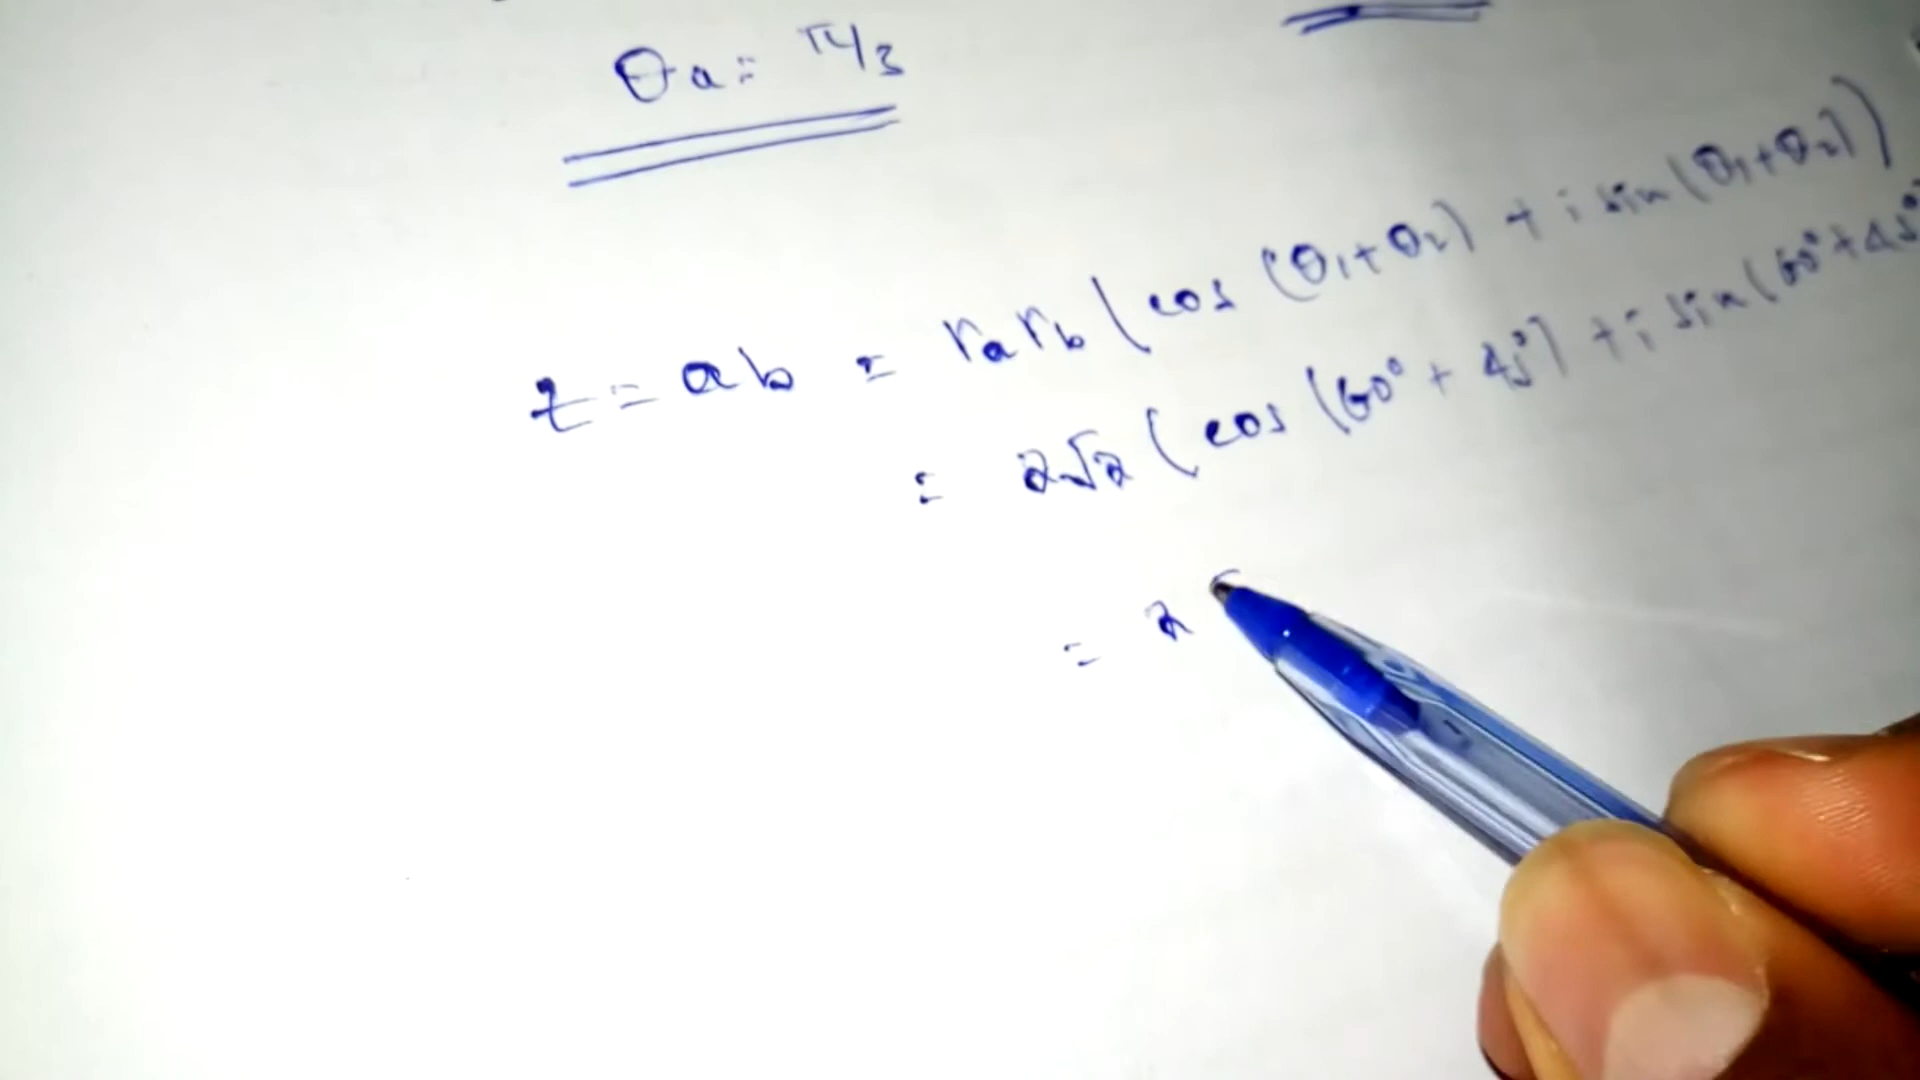 θa = π/3
z = ab = rarb (cos (θ1+θ2) + i sin (θ1+θ2))
= 2√2 (cos (60° + 45°) + i sin (60° + 45°
= 2